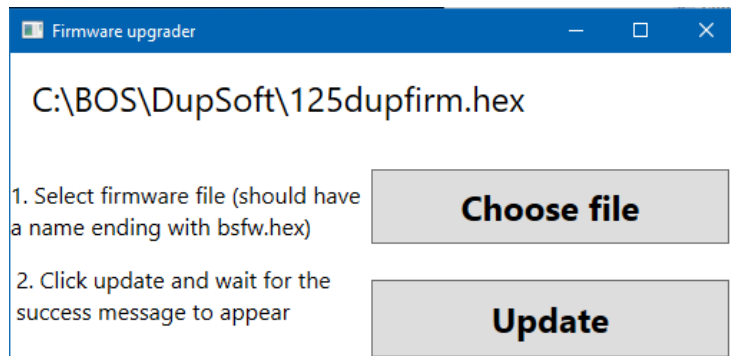 Firmware upgrader
C:\BOS\DupSoft\125dupfirm.hex
1. Select firmware file (should have
a name ending with bsfw.hex)
Choose file
2. Click update and wait for the
success message to appear
Update